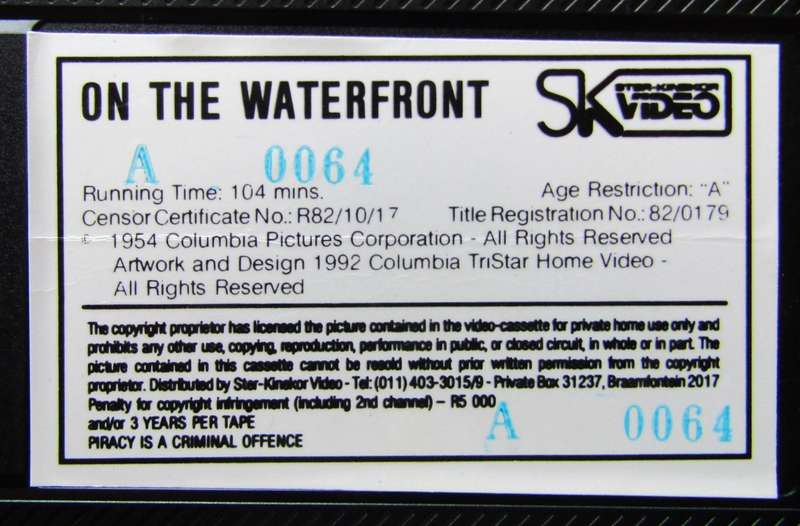 ON THE WATERFRONT
SK STER-KINEKOR VIDEO
A 0064
Running Time: 104 mins. Age Restriction: "A"
Censor Certificate No.: R82/10/17 Title Registration No.: 82/0179
© 1954 Columbia Pictures Corporation - All Rights Reserved
Artwork and Design 1992 Columbia TriStar Home Video -
All Rights Reserved
The copyright proprietor has licensed the picture contained in the video-cassette for private home use only and
prohibits any other use, copying, reproduction, performance in public, or closed circuit, in whole or in part. The
picture contained in this cassette cannot be resold without prior written permission from the copyright
proprietor. Distributed by Ster-Kinekor Video - Tel: (011) 403-3015/9 - Private Box 31237, Braamfontein 2017
Penalty for copyright infringement (including 2nd channel) – R5 000
and/or 3 YEARS PER TAPE
PIRACY IS A CRIMINAL OFFENCE
A 0064